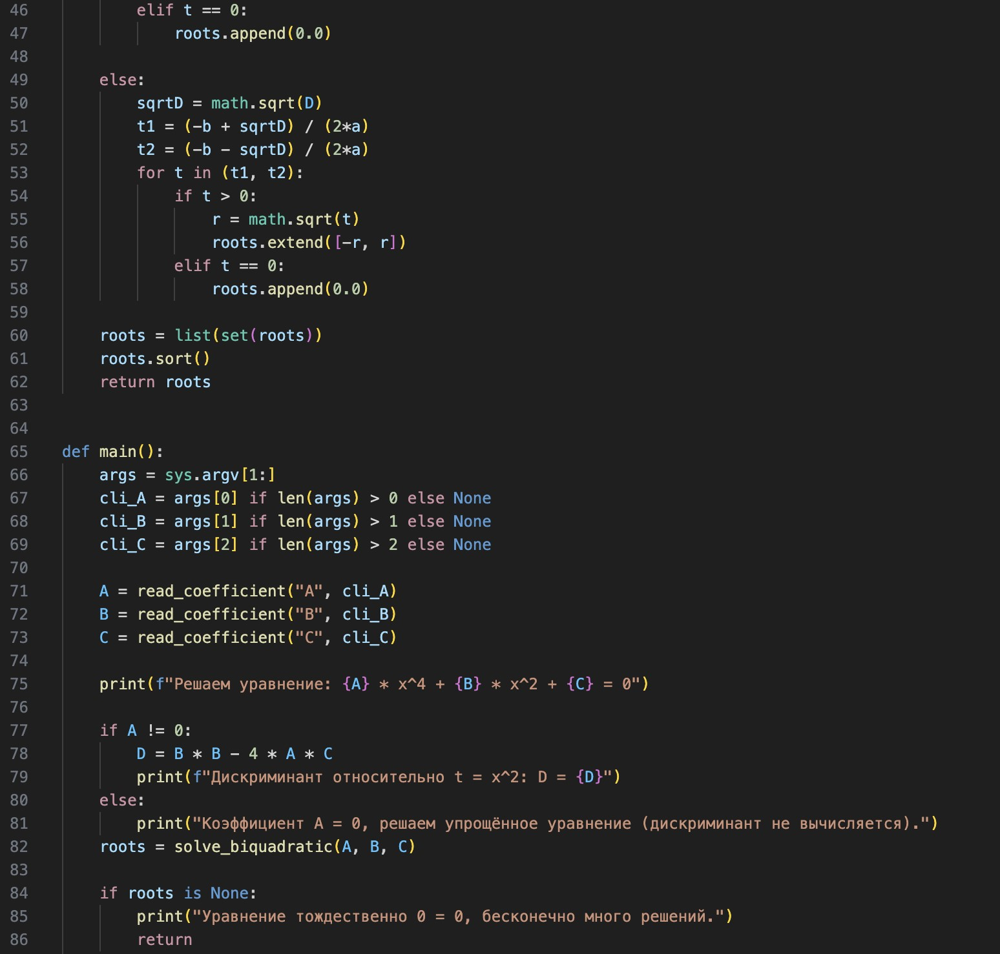 46 elif t == 0:
47 roots.append(0.0)
48
49 else:
50 sqrtD = math.sqrt(D)
51 t1 = (-b + sqrtD) / (2*a)
52 t2 = (-b - sqrtD) / (2*a)
53 for t in (t1, t2):
54 if t > 0:
55 r = math.sqrt(t)
56 roots.extend([-r, r])
57 elif t == 0:
58 roots.append(0.0)
59
60 roots = list(set(roots))
61 roots.sort()
62 return roots
63
64
65 def main():
66 args = sys.argv[1:]
67 cli_A = args[0] if len(args) > 0 else None
68 cli_B = args[1] if len(args) > 1 else None
69 cli_C = args[2] if len(args) > 2 else None
70
71 A = read_coefficient("A", cli_A)
72 B = read_coefficient("B", cli_B)
73 C = read_coefficient("C", cli_C)
74
75 print(f"Решаем уравнение: {A} * x^4 + {B} * x^2 + {C} = 0")
76
77 if A != 0:
78 D = B * B - 4 * A * C
79 print(f"Дискриминант относительно t = x^2: D = {D}")
80 else:
81 print("Коэффициент A = 0, решаем упрощённое уравнение (дискриминант не вычисляется).")
82 roots = solve_biquadratic(A, B, C)
83
84 if roots is None:
85 print("Уравнение тождественно 0 = 0, бесконечно много решений.")
86 return